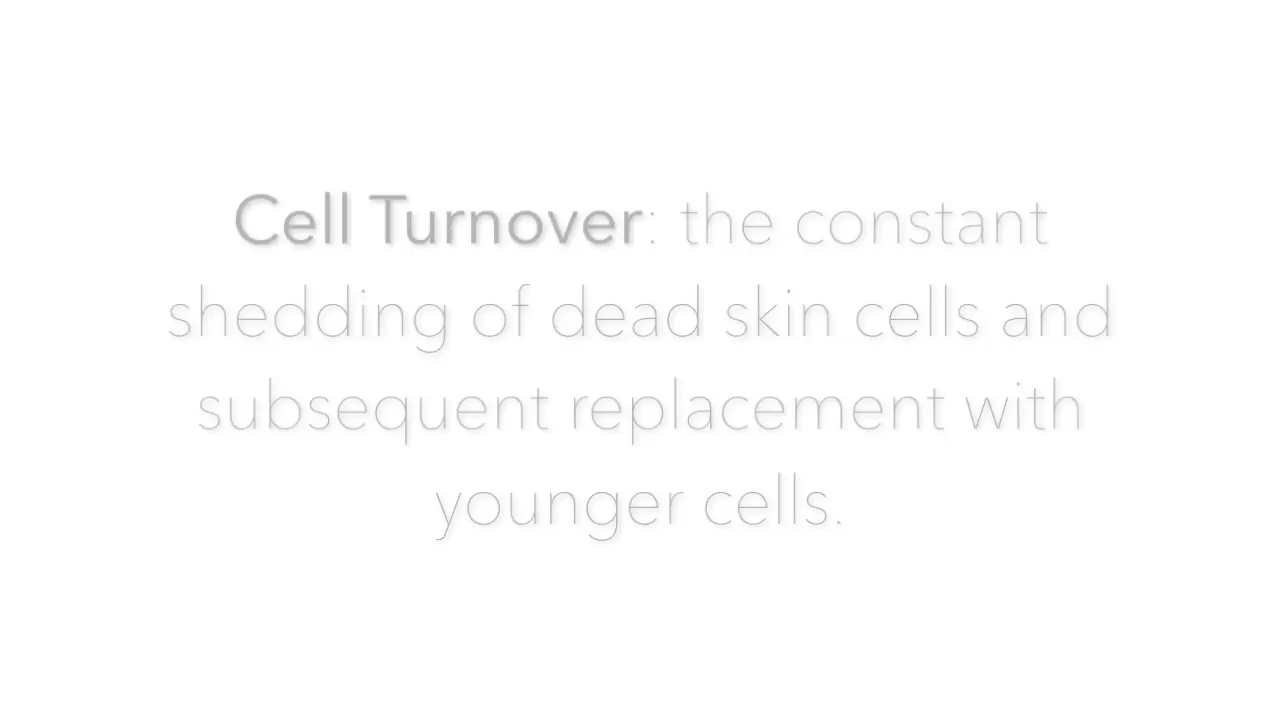 Cell Turnover: the constant
shedding of dead skin cells and
subsequent replacement with
younger cells.